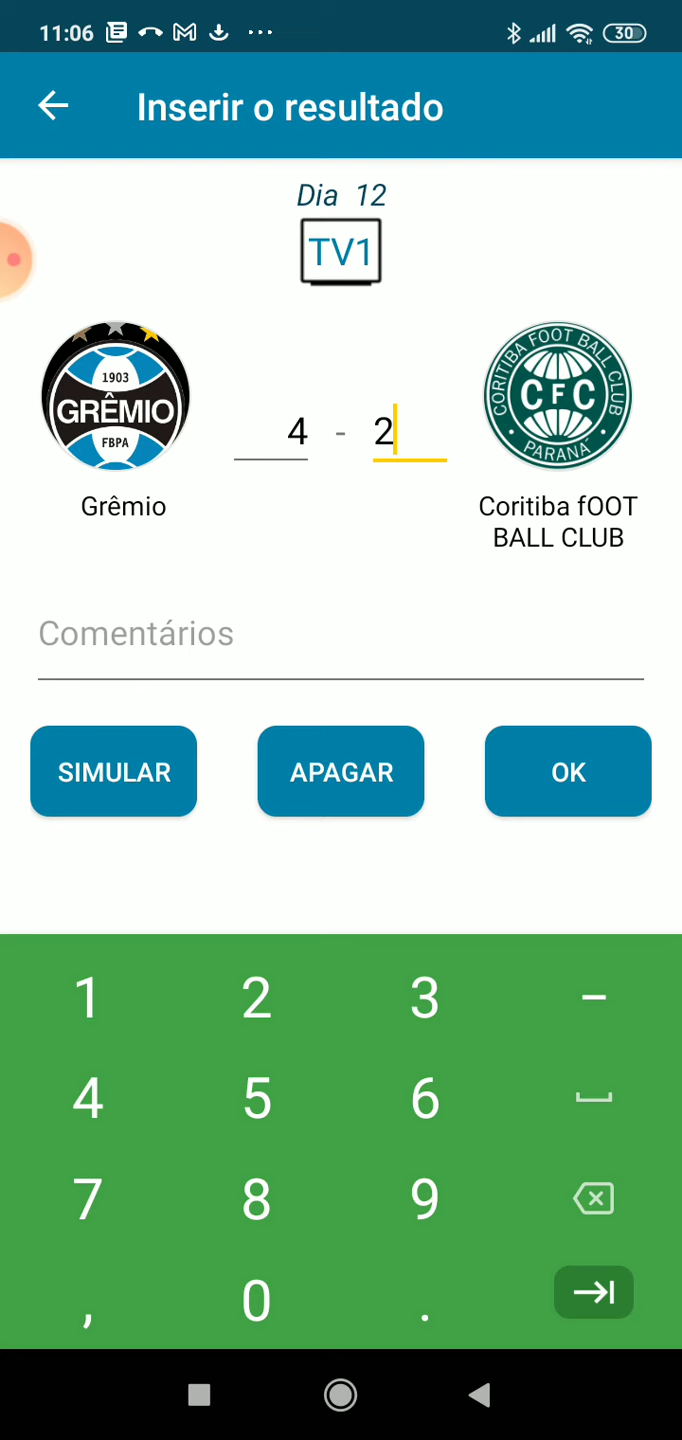 11:06 30
Inserir o resultado
Dia 12
TV1
1903
GRÊMIO
FBPA
CORITIBA FOOT BALL CLUB
CFC
PARANÁ
4 - 2
Grêmio
Coritiba fOOT
BALL CLUB
Comentários
SIMULAR APAGAR OK
1 2 3 -
4 5 6
7 8 9
, 0 .